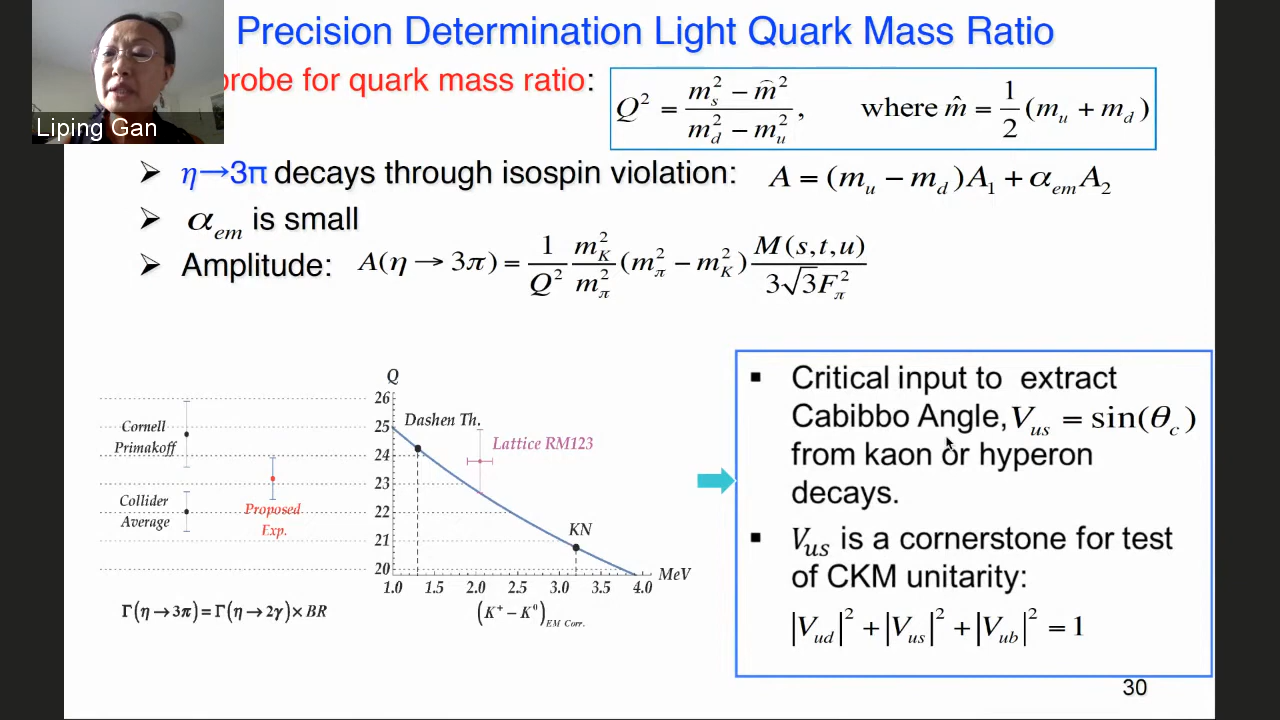 Precision Determination Light Quark Mass Ratio
probe for quark mass ratio:
Q² = (m_s² − m̂²) / (m_d² − m_u²), where m̂ = 1/2 (m_u + m_d)
Liping Gan
➢ η→3π decays through isospin violation: A = (m_u − m_d)A₁ + α_em A₂
➢ α_em is small
➢ Amplitude: A(η → 3π) = 1/Q² m_K²/m_π² (m_π² − m_K²) M(s,t,u)/(3√3F_π²)
Q
26
25
24
23
22
21
20
Cornell
Primakoff
Collider
Average
Proposed
Exp.
Dashen Th.
Lattice RM123
KN
MeV
1.0 1.5 2.0 2.5 3.0 3.5 4.0
Γ(η→3π)=Γ(η→2γ)×BR
(K⁺ − K⁰)_EM Corr.
▪ Critical input to extract
Cabibbo Angle, V_us = sin(θ_c)
from kaon or hyperon
decays.
▪ V_us is a cornerstone for test
of CKM unitarity:
|V_ud|² + |V_us|² + |V_ub|² = 1
30